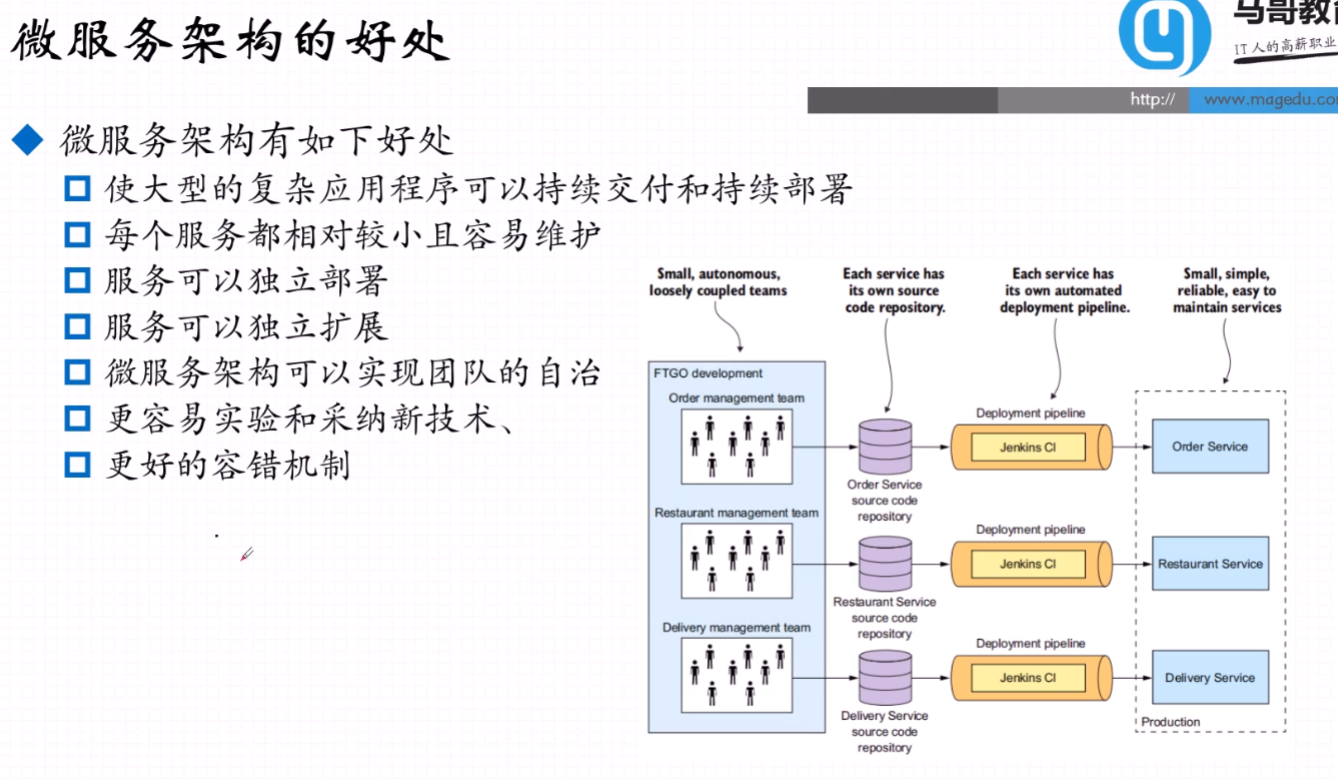 微服务架构的好处
马哥教育
IT人的高薪职业
http://
www.magedu.com
微服务架构有如下好处
使大型的复杂应用程序可以持续交付和持续部署
每个服务都相对较小且容易维护
服务可以独立部署
服务可以独立扩展
微服务架构可以实现团队的自治
更容易实验和采纳新技术、
更好的容错机制
Small, autonomous,
loosely coupled teams
Each service has
its own source
code repository.
Each service has
its own automated
deployment pipeline.
Small, simple,
reliable, easy to
maintain services
FTGO development
Order management team
Order Service
source code
repository
Deployment pipeline
Jenkins CI
Order Service
Restaurant management team
Restaurant Service
source code
repository
Deployment pipeline
Jenkins CI
Restaurant Service
Delivery management team
Delivery Service
source code
repository
Deployment pipeline
Jenkins CI
Delivery Service
Production